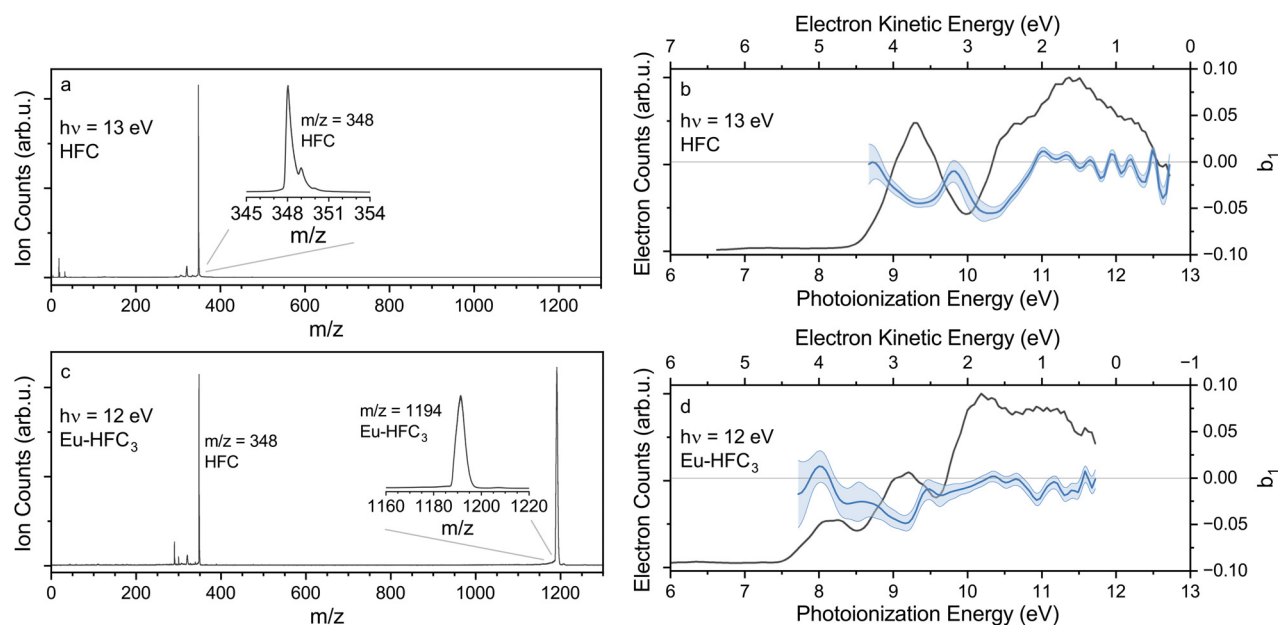 a
hν = 13 eV
HFC
Ion Counts (arb.u.)
m/z = 348
HFC
345 348 351 354
m/z
0 200 400 600 800 1000 1200
m/z
Electron Kinetic Energy (eV)
7 6 5 4 3 2 1 0
b
hν = 13 eV
HFC
Electron Counts (arb.u.)
0.10
0.05
0.00
−0.05
−0.10
b1
6 7 8 9 10 11 12 13
Photoionization Energy (eV)
c
hν = 12 eV
Eu-HFC3
Ion Counts (arb.u.)
m/z = 348
HFC
m/z = 1194
Eu-HFC3
1160 1180 1200 1220
m/z
0 200 400 600 800 1000 1200
m/z
Electron Kinetic Energy (eV)
6 5 4 3 2 1 0 −1
d
hν = 12 eV
Eu-HFC3
Electron Counts (arb.u.)
0.10
0.05
0.00
−0.05
−0.10
b1
6 7 8 9 10 11 12 13
Photoionization Energy (eV)